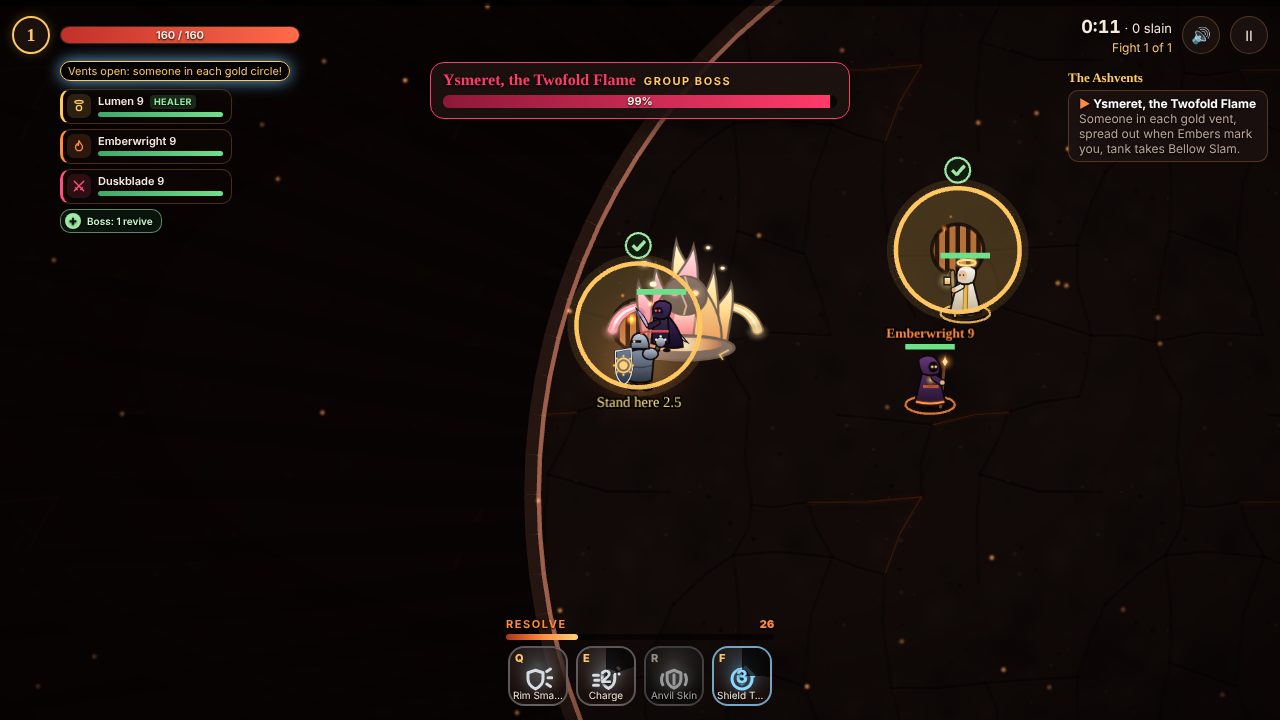 1
160 / 160
Vents open: someone in each gold circle!
Lumen 9 HEALER
Emberwright 9
Duskblade 9
Boss: 1 revive
Ysmeret, the Twofold Flame GROUP BOSS
99%
0:11 · 0 slain
Fight 1 of 1
The Ashvents
▶ Ysmeret, the Twofold Flame
Someone in each gold vent,
spread out when Embers mark
you, tank takes Bellow Slam.
Emberwright 9
Stand here 2.5
RESOLVE 26
Q E R F
2 3
Rim Sma... Charge Anvil Skin Shield T...